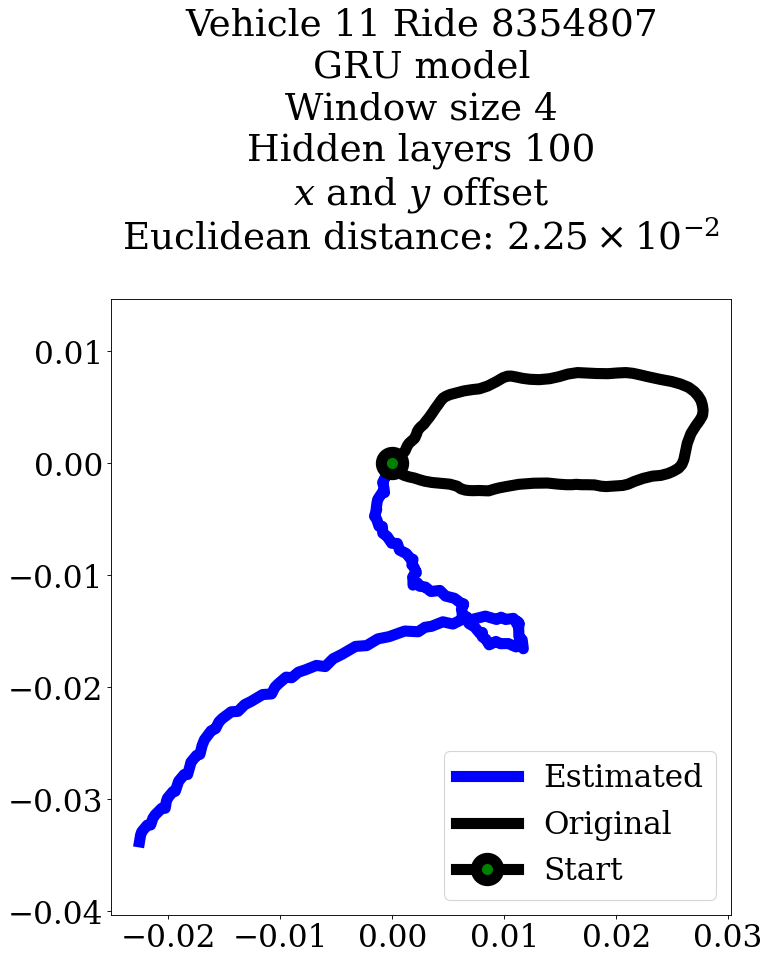 Vehicle 11 Ride 8354807
GRU model
Window size 4
Hidden layers 100
x and y offset
Euclidean distance: 2.25 × 10⁻²
0.01
0.00
−0.01
−0.02
−0.03
−0.04
Estimated
Original
Start
−0.02 −0.01 0.00 0.01 0.02 0.03